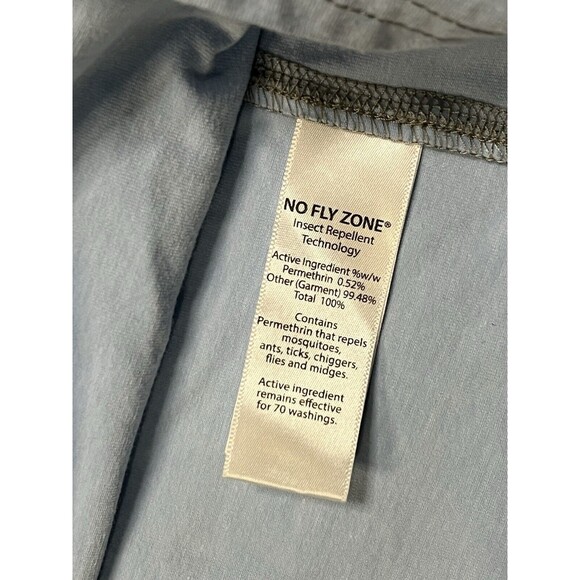 NO FLY ZONE®
Insect Repellent
Technology
Active Ingredient %w/w
Permethrin 0.52%
Other (Garment) 99.48%
Total 100%
Contains
Permethrin that repels
mosquitoes,
ants, ticks, chiggers,
flies and midges.
Active ingredient
remains effective
for 70 washings.